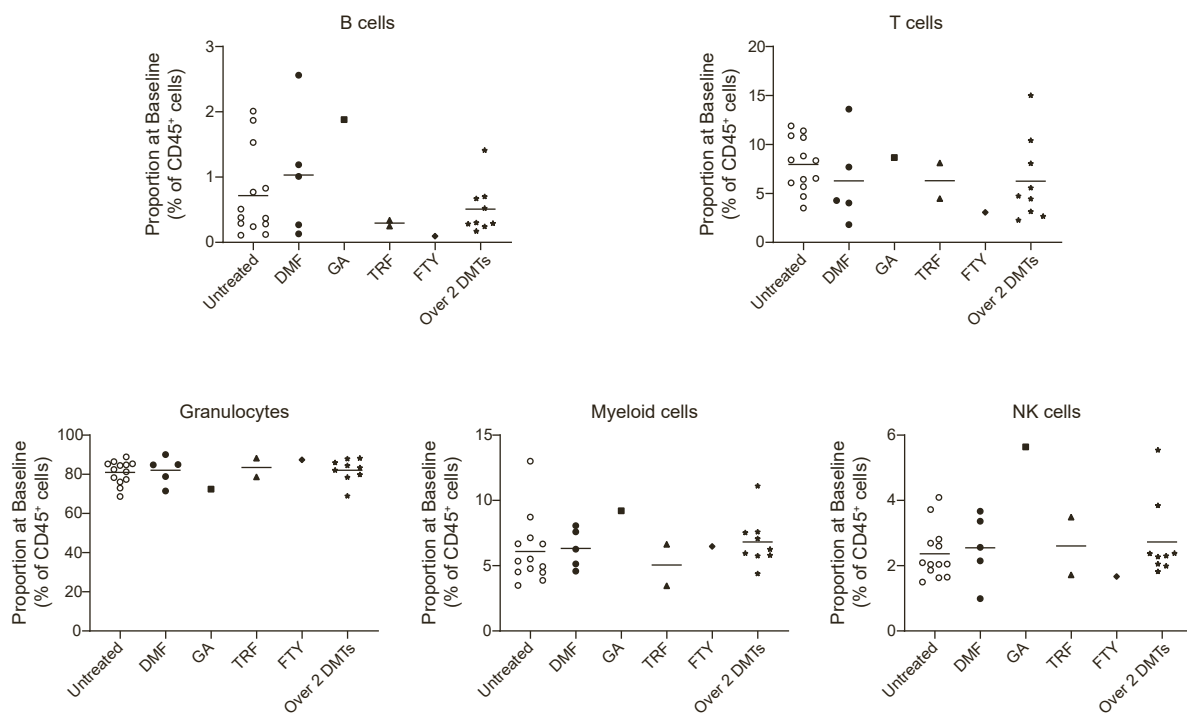 B cells
Proportion at Baseline
(% of CD45⁺ cells)
3
2
1
0
Untreated
DMF
GA
TRF
FTY
Over 2 DMTs
T cells
Proportion at Baseline
(% of CD45⁺ cells)
20
15
10
5
0
Untreated
DMF
GA
TRF
FTY
Over 2 DMTs
Granulocytes
Proportion at Baseline
(% of CD45⁺ cells)
100
80
60
40
20
0
Untreated
DMF
GA
TRF
FTY
Over 2 DMTs
Myeloid cells
Proportion at Baseline
(% of CD45⁺ cells)
15
10
5
0
Untreated
DMF
GA
TRF
FTY
Over 2 DMTs
NK cells
Proportion at Baseline
(% of CD45⁺ cells)
6
4
2
0
Untreated
DMF
GA
TRF
FTY
Over 2 DMTs